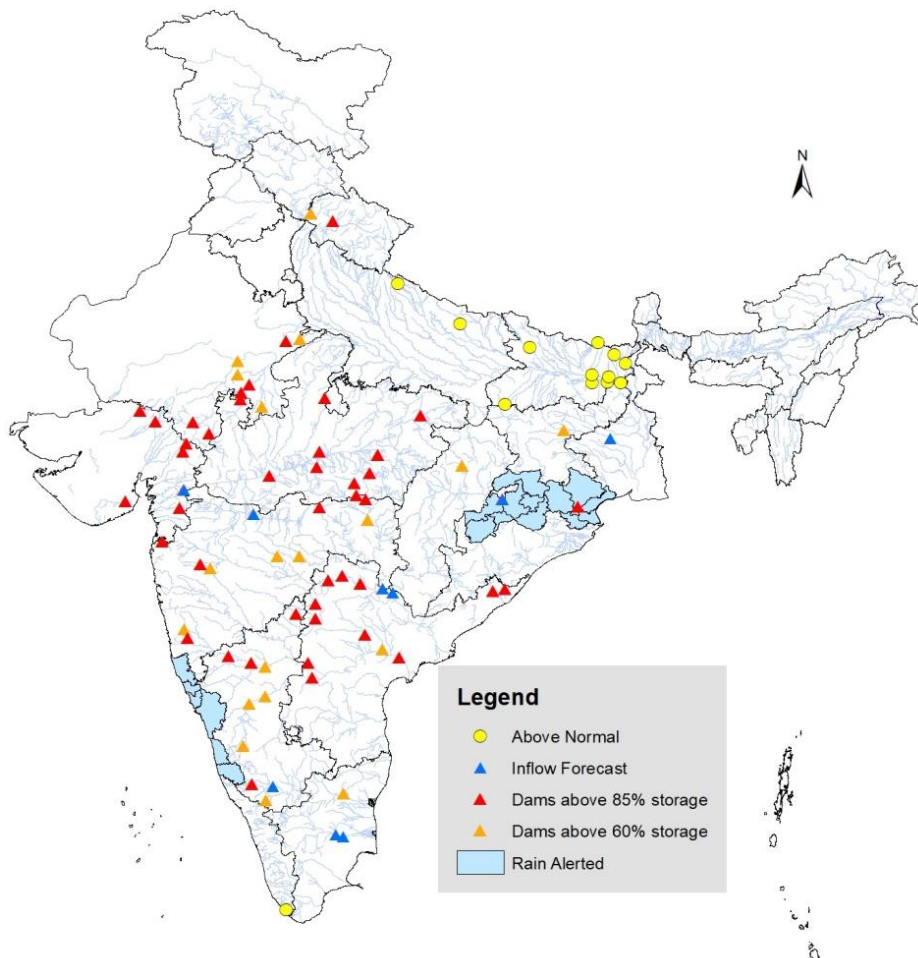 N
Legend
Above Normal
Inflow Forecast
Dams above 85% storage
Dams above 60% storage
Rain Alerted